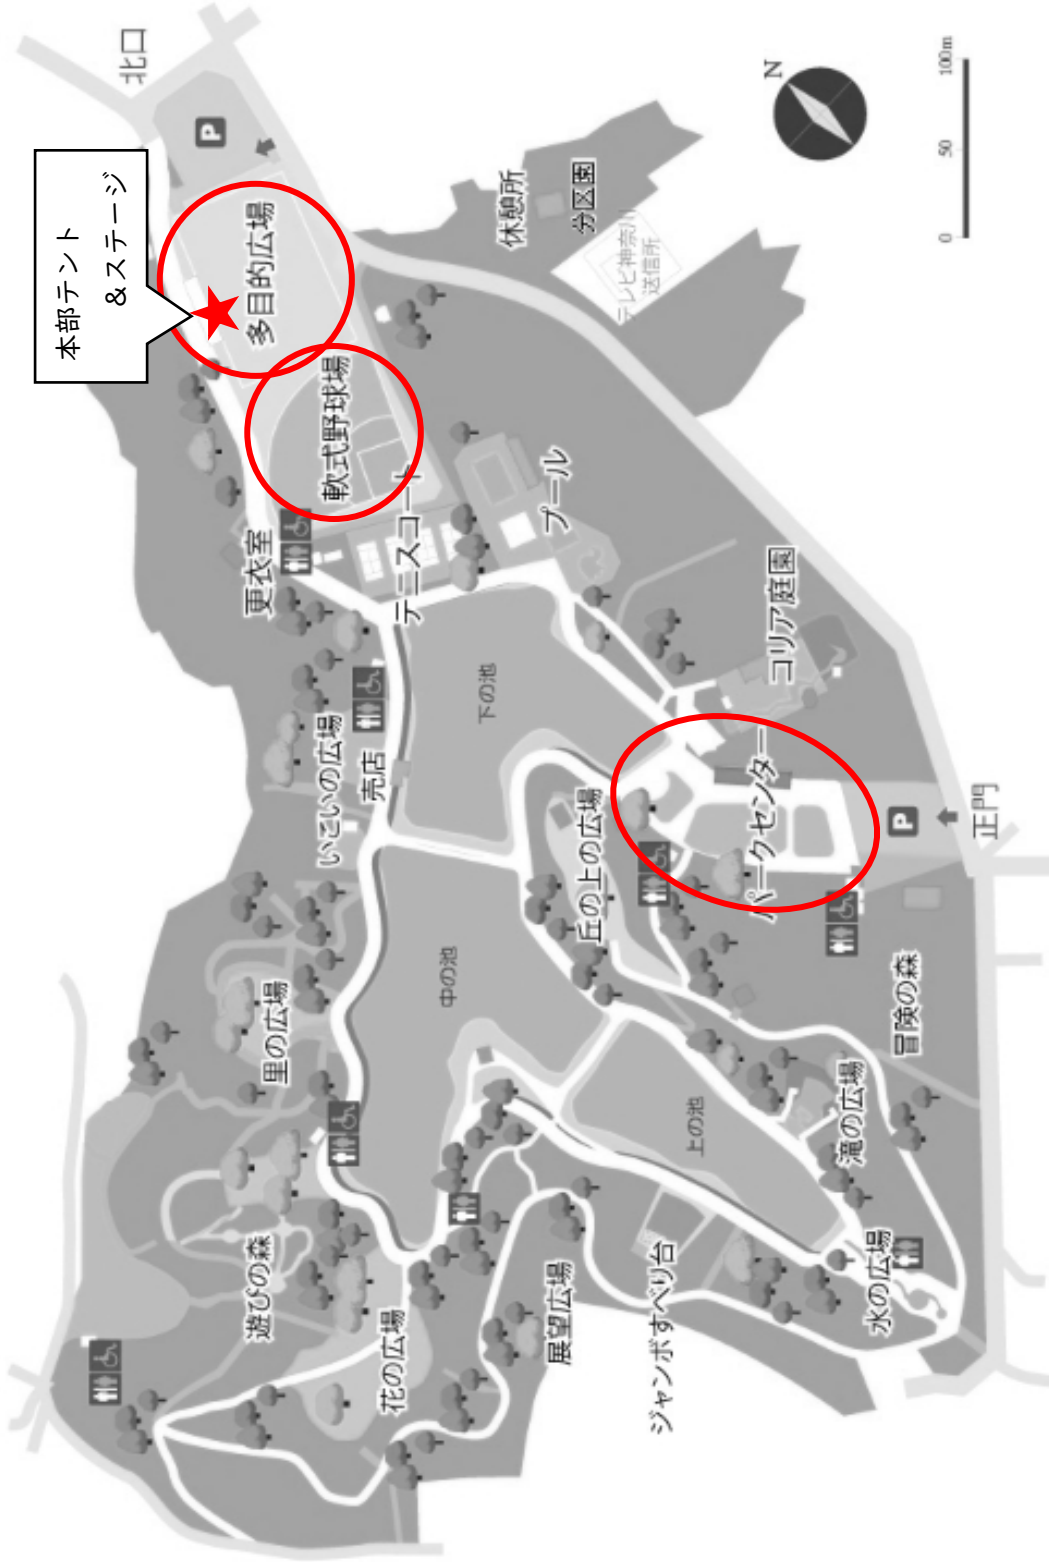 本部テント
＆ステージ
北口
P
多目的広場
軟式野球場
更衣室
テニスコート
プール
休憩所
分区園
テレビ神奈川
送信所
N
0 50 100m
いこいの広場
売店
下の池
コリア庭園
丘の上の広場
パークセンター
P
正門
里の広場
中の池
冒険の森
上の池
滝の広場
遊びの森
花の広場
展望広場
ジャンボすべり台
水の広場